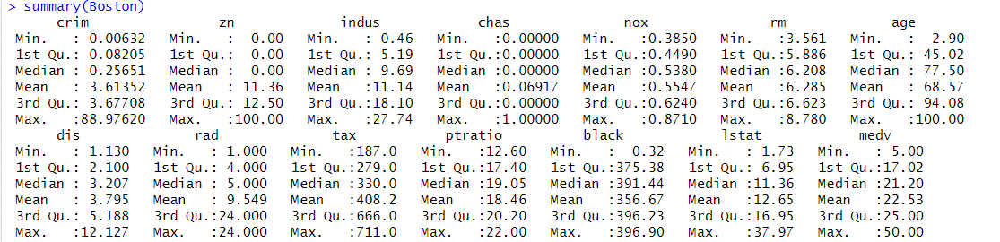 > summary(Boston)
crim zn indus chas nox rm age
Min. : 0.00632 Min. : 0.00 Min. : 0.46 Min. :0.00000 Min. :0.3850 Min. :3.561 Min. : 2.90
1st Qu.: 0.08205 1st Qu.: 0.00 1st Qu.: 5.19 1st Qu.:0.00000 1st Qu.:0.4490 1st Qu.:5.886 1st Qu.: 45.02
Median : 0.25651 Median : 0.00 Median : 9.69 Median :0.00000 Median :0.5380 Median :6.208 Median : 77.50
Mean : 3.61352 Mean : 11.36 Mean :11.14 Mean :0.06917 Mean :0.5547 Mean :6.285 Mean : 68.57
3rd Qu.: 3.67708 3rd Qu.: 12.50 3rd Qu.:18.10 3rd Qu.:0.00000 3rd Qu.:0.6240 3rd Qu.:6.623 3rd Qu.: 94.08
Max. :88.97620 Max. :100.00 Max. :27.74 Max. :1.00000 Max. :0.8710 Max. :8.780 Max. :100.00
dis rad tax ptratio black lstat medv
Min. : 1.130 Min. : 1.000 Min. :187.0 Min. :12.60 Min. : 0.32 Min. : 1.73 Min. : 5.00
1st Qu.: 2.100 1st Qu.: 4.000 1st Qu.:279.0 1st Qu.:17.40 1st Qu.:375.38 1st Qu.: 6.95 1st Qu.:17.02
Median : 3.207 Median : 5.000 Median :330.0 Median :19.05 Median :391.44 Median :11.36 Median :21.20
Mean : 3.795 Mean : 9.549 Mean :408.2 Mean :18.46 Mean :356.67 Mean :12.65 Mean :22.53
3rd Qu.: 5.188 3rd Qu.:24.000 3rd Qu.:666.0 3rd Qu.:20.20 3rd Qu.:396.23 3rd Qu.:16.95 3rd Qu.:25.00
Max. :12.127 Max. :24.000 Max. :711.0 Max. :22.00 Max. :396.90 Max. :37.97 Max. :50.00